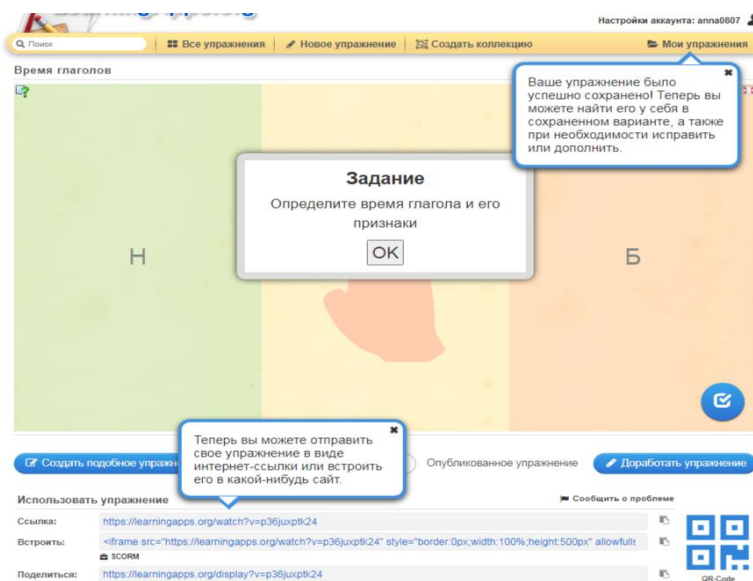 LearningApps.org
Настройки аккаунта: anna0807
Поиск
Все упражнения
Новое упражнение
Создать коллекцию
Мои упражнения
Время глаголов
Ваше упражнение было
успешно сохранено! Теперь вы
можете найти его у себя в
сохраненном варианте, а также
при необходимости исправить
или дополнить.
Задание
Определите время глагола и его
признаки
OK
Н
Б
Теперь вы можете отправить
свое упражнение в виде
интернет-ссылки или встроить
его в какой-нибудь сайт.
Создать подобное
Опубликованное упражнение
Доработать упражнение
Использовать упражнение
Сообщить о проблеме
Ссылка:
https://learningapps.org/watch?v=p36juxptk24
Встроить:
<iframe src="https://learningapps.org/watch?v=p36juxptk24" style="border:0px;width:100%;height:500px" allowfulls
SCORM
Поделиться:
https://learningapps.org/display?v=p36juxptk24
QR-Code